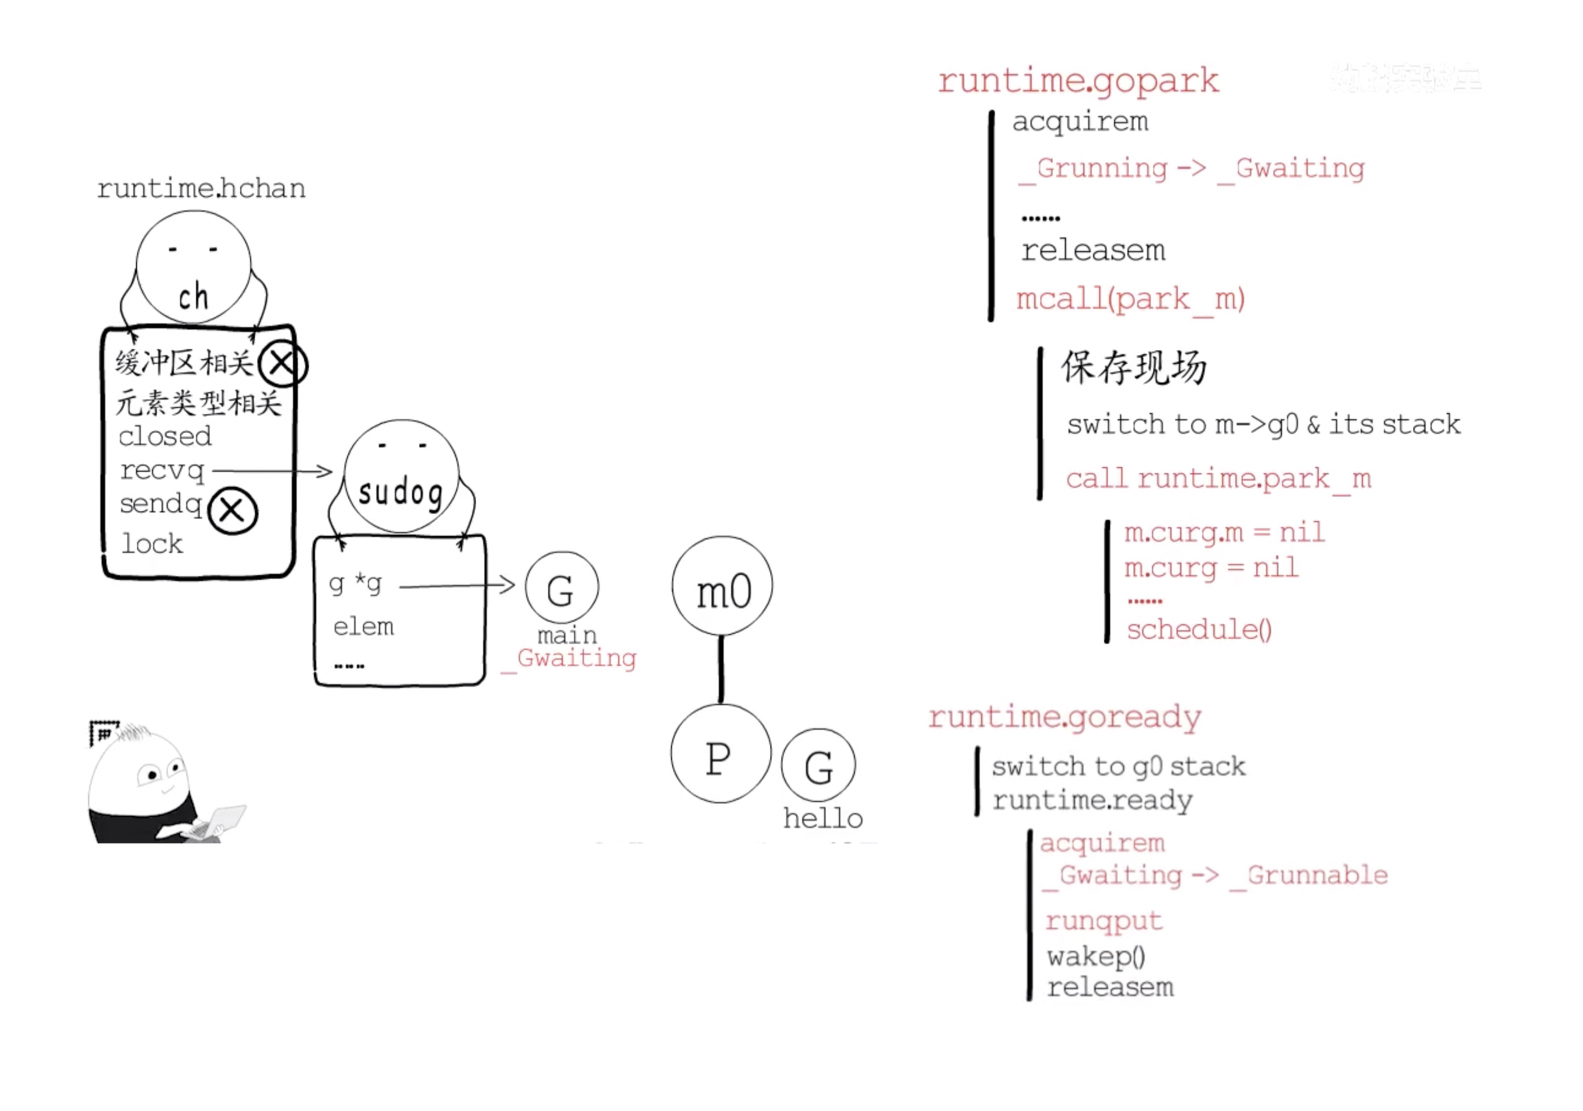 runtime.hchan
ch
缓冲区相关
元素类型相关
closed
recvq
sendq
lock
sudog
g *g
elem
...
G
main
_Gwaiting
m0
P
G
hello
runtime.gopark
acquirem
_Grunning -> _Gwaiting
......
releasem
mcall(park_m)
保存现场
switch to m->g0 & its stack
call runtime.park_m
m.curg.m = nil
m.curg = nil
......
schedule()
runtime.goready
switch to g0 stack
runtime.ready
acquirem
_Gwaiting -> _Grunnable
runqput
wakep()
releasem